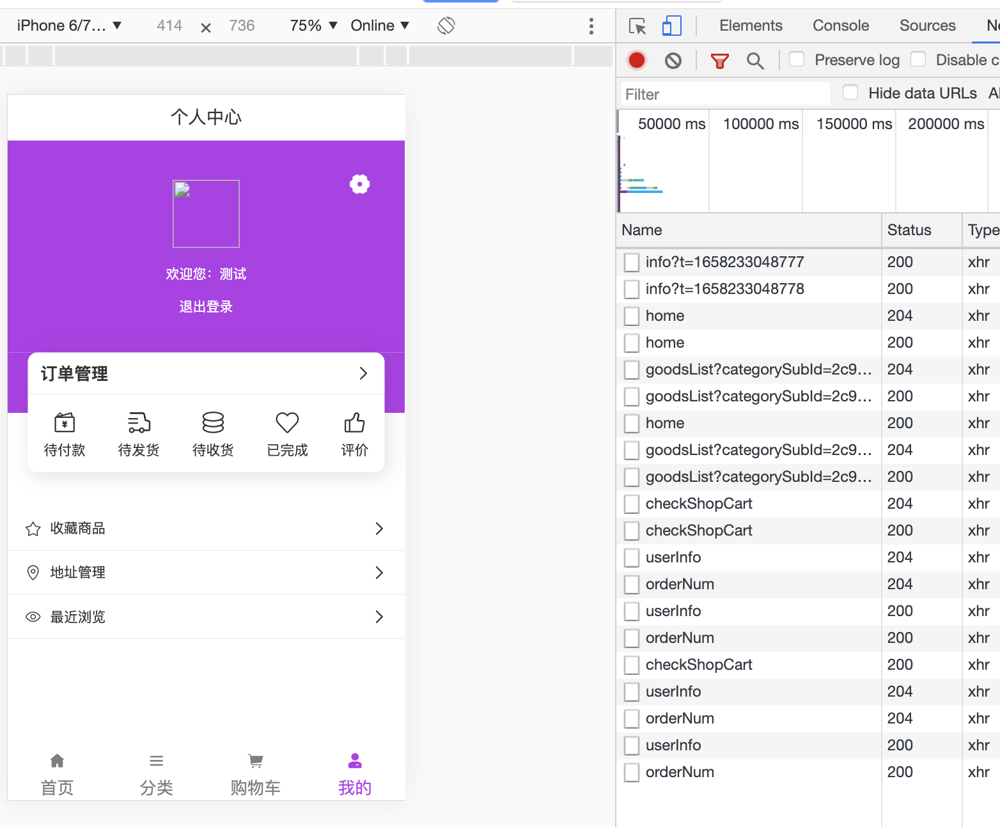 iPhone 6/7… ▼ 414 × 736 75% ▼ Online ▼
Elements Console Sources
Preserve log Disable c
Filter Hide data URLs
50000 ms 100000 ms 150000 ms 200000 ms
个人中心
欢迎您：测试
退出登录
订单管理
待付款 待发货 待收货 已完成 评价
收藏商品
地址管理
最近浏览
首页 分类 购物车 我的
Name Status Type
info?t=1658233048777 200 xhr
info?t=1658233048778 200 xhr
home 204 xhr
home 200 xhr
goodsList?categorySubId=2c9… 204 xhr
goodsList?categorySubId=2c9… 200 xhr
home 200 xhr
goodsList?categorySubId=2c9… 204 xhr
goodsList?categorySubId=2c9… 200 xhr
checkShopCart 204 xhr
checkShopCart 200 xhr
userInfo 204 xhr
orderNum 204 xhr
userInfo 200 xhr
orderNum 200 xhr
checkShopCart 200 xhr
userInfo 204 xhr
orderNum 204 xhr
userInfo 200 xhr
orderNum 200 xhr